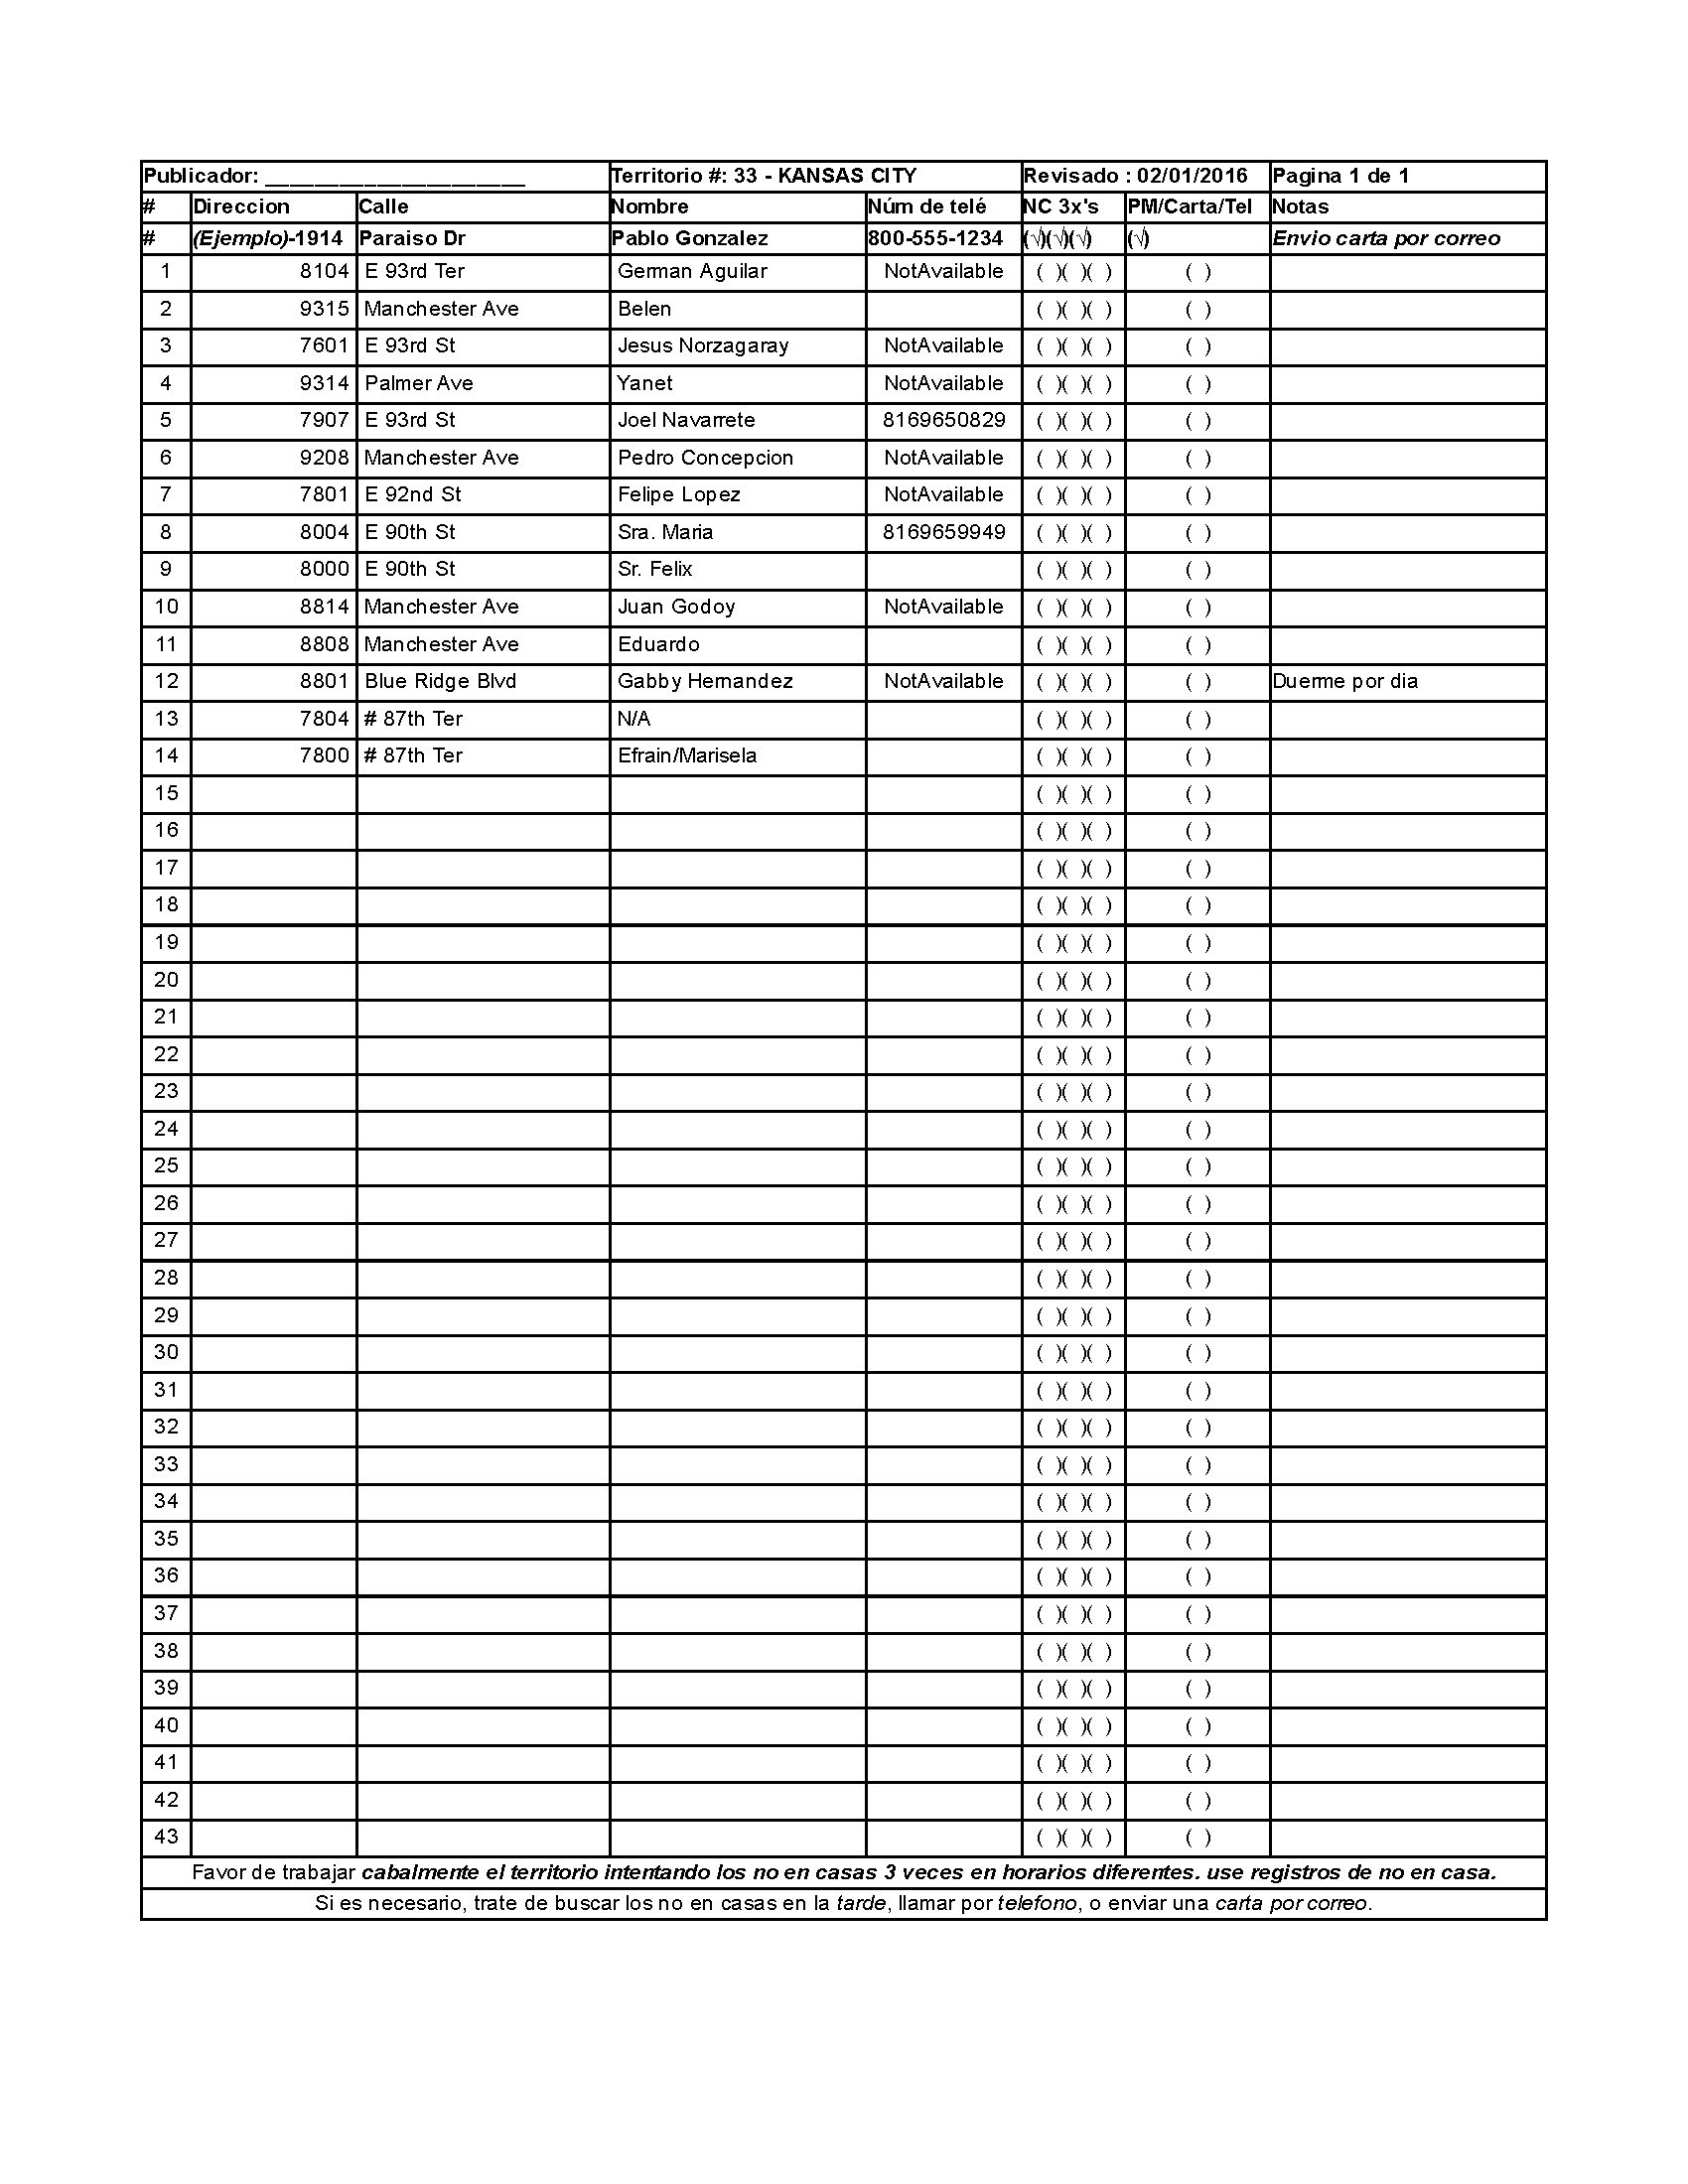 Publicador: _____________________ Territorio #: 33 - KANSAS CITY Revisado : 02/01/2016 Pagina 1 de 1
# Direccion Calle Nombre Núm de telé NC 3x's PM/Carta/Tel Notas
# (Ejemplo)-1914 Paraiso Dr Pablo Gonzalez 800-555-1234 (√)(√)(√) (√) Envio carta por correo
1 8104 E 93rd Ter German Aguilar NotAvailable ( )( )( ) ( )
2 9315 Manchester Ave Belen ( )( )( ) ( )
3 7601 E 93rd St Jesus Norzagaray NotAvailable ( )( )( ) ( )
4 9314 Palmer Ave Yanet NotAvailable ( )( )( ) ( )
5 7907 E 93rd St Joel Navarrete 8169650829 ( )( )( ) ( )
6 9208 Manchester Ave Pedro Concepcion NotAvailable ( )( )( ) ( )
7 7801 E 92nd St Felipe Lopez NotAvailable ( )( )( ) ( )
8 8004 E 90th St Sra. Maria 8169659949 ( )( )( ) ( )
9 8000 E 90th St Sr. Felix ( )( )( ) ( )
10 8814 Manchester Ave Juan Godoy NotAvailable ( )( )( ) ( )
11 8808 Manchester Ave Eduardo ( )( )( ) ( )
12 8801 Blue Ridge Blvd Gabby Hernandez NotAvailable ( )( )( ) ( ) Duerme por dia
13 7804 # 87th Ter N/A ( )( )( ) ( )
14 7800 # 87th Ter Efrain/Marisela ( )( )( ) ( )
15 ( )( )( ) ( )
16 ( )( )( ) ( )
17 ( )( )( ) ( )
18 ( )( )( ) ( )
19 ( )( )( ) ( )
20 ( )( )( ) ( )
21 ( )( )( ) ( )
22 ( )( )( ) ( )
23 ( )( )( ) ( )
24 ( )( )( ) ( )
25 ( )( )( ) ( )
26 ( )( )( ) ( )
27 ( )( )( ) ( )
28 ( )( )( ) ( )
29 ( )( )( ) ( )
30 ( )( )( ) ( )
31 ( )( )( ) ( )
32 ( )( )( ) ( )
33 ( )( )( ) ( )
34 ( )( )( ) ( )
35 ( )( )( ) ( )
36 ( )( )( ) ( )
37 ( )( )( ) ( )
38 ( )( )( ) ( )
39 ( )( )( ) ( )
40 ( )( )( ) ( )
41 ( )( )( ) ( )
42 ( )( )( ) ( )
43 ( )( )( ) ( )
Favor de trabajar cabalmente el territorio intentando los no en casas 3 veces en horarios diferentes. use registros de no en casa.
Si es necesario, trate de buscar los no en casas en la tarde, llamar por telefono, o enviar una carta por correo.